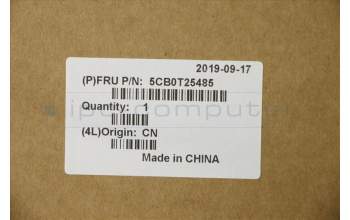 2019-09-17
(P)FRU P/N: 5CB0T25485
Quantity: 1
(4L)Origin: CN
Made in CHINA